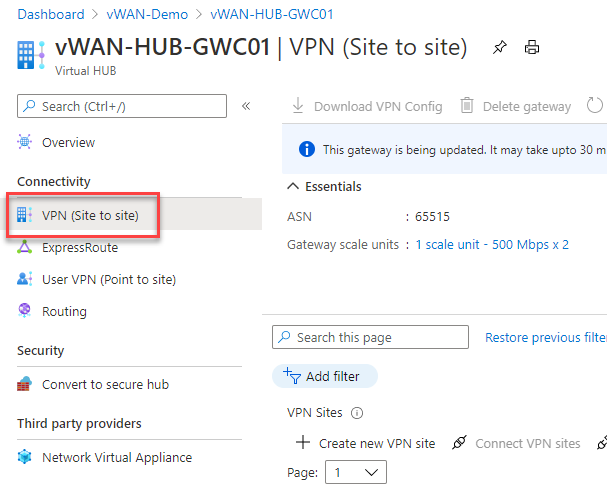 Dashboard > vWAN-Demo > vWAN-HUB-GWC01
vWAN-HUB-GWC01 | VPN (Site to site)
Virtual HUB
Search (Ctrl+/)
«
Download VPN Config
Delete gateway
Overview
This gateway is being updated. It may take upto 30 m
Connectivity
Essentials
VPN (Site to site)
ASN : 65515
ExpressRoute
Gateway scale units : 1 scale unit - 500 Mbps x 2
User VPN (Point to site)
Routing
Search this page
Restore previous filter
Security
Add filter
Convert to secure hub
VPN Sites
Third party providers
Create new VPN site
Connect VPN sites
Network Virtual Appliance
Page: 1